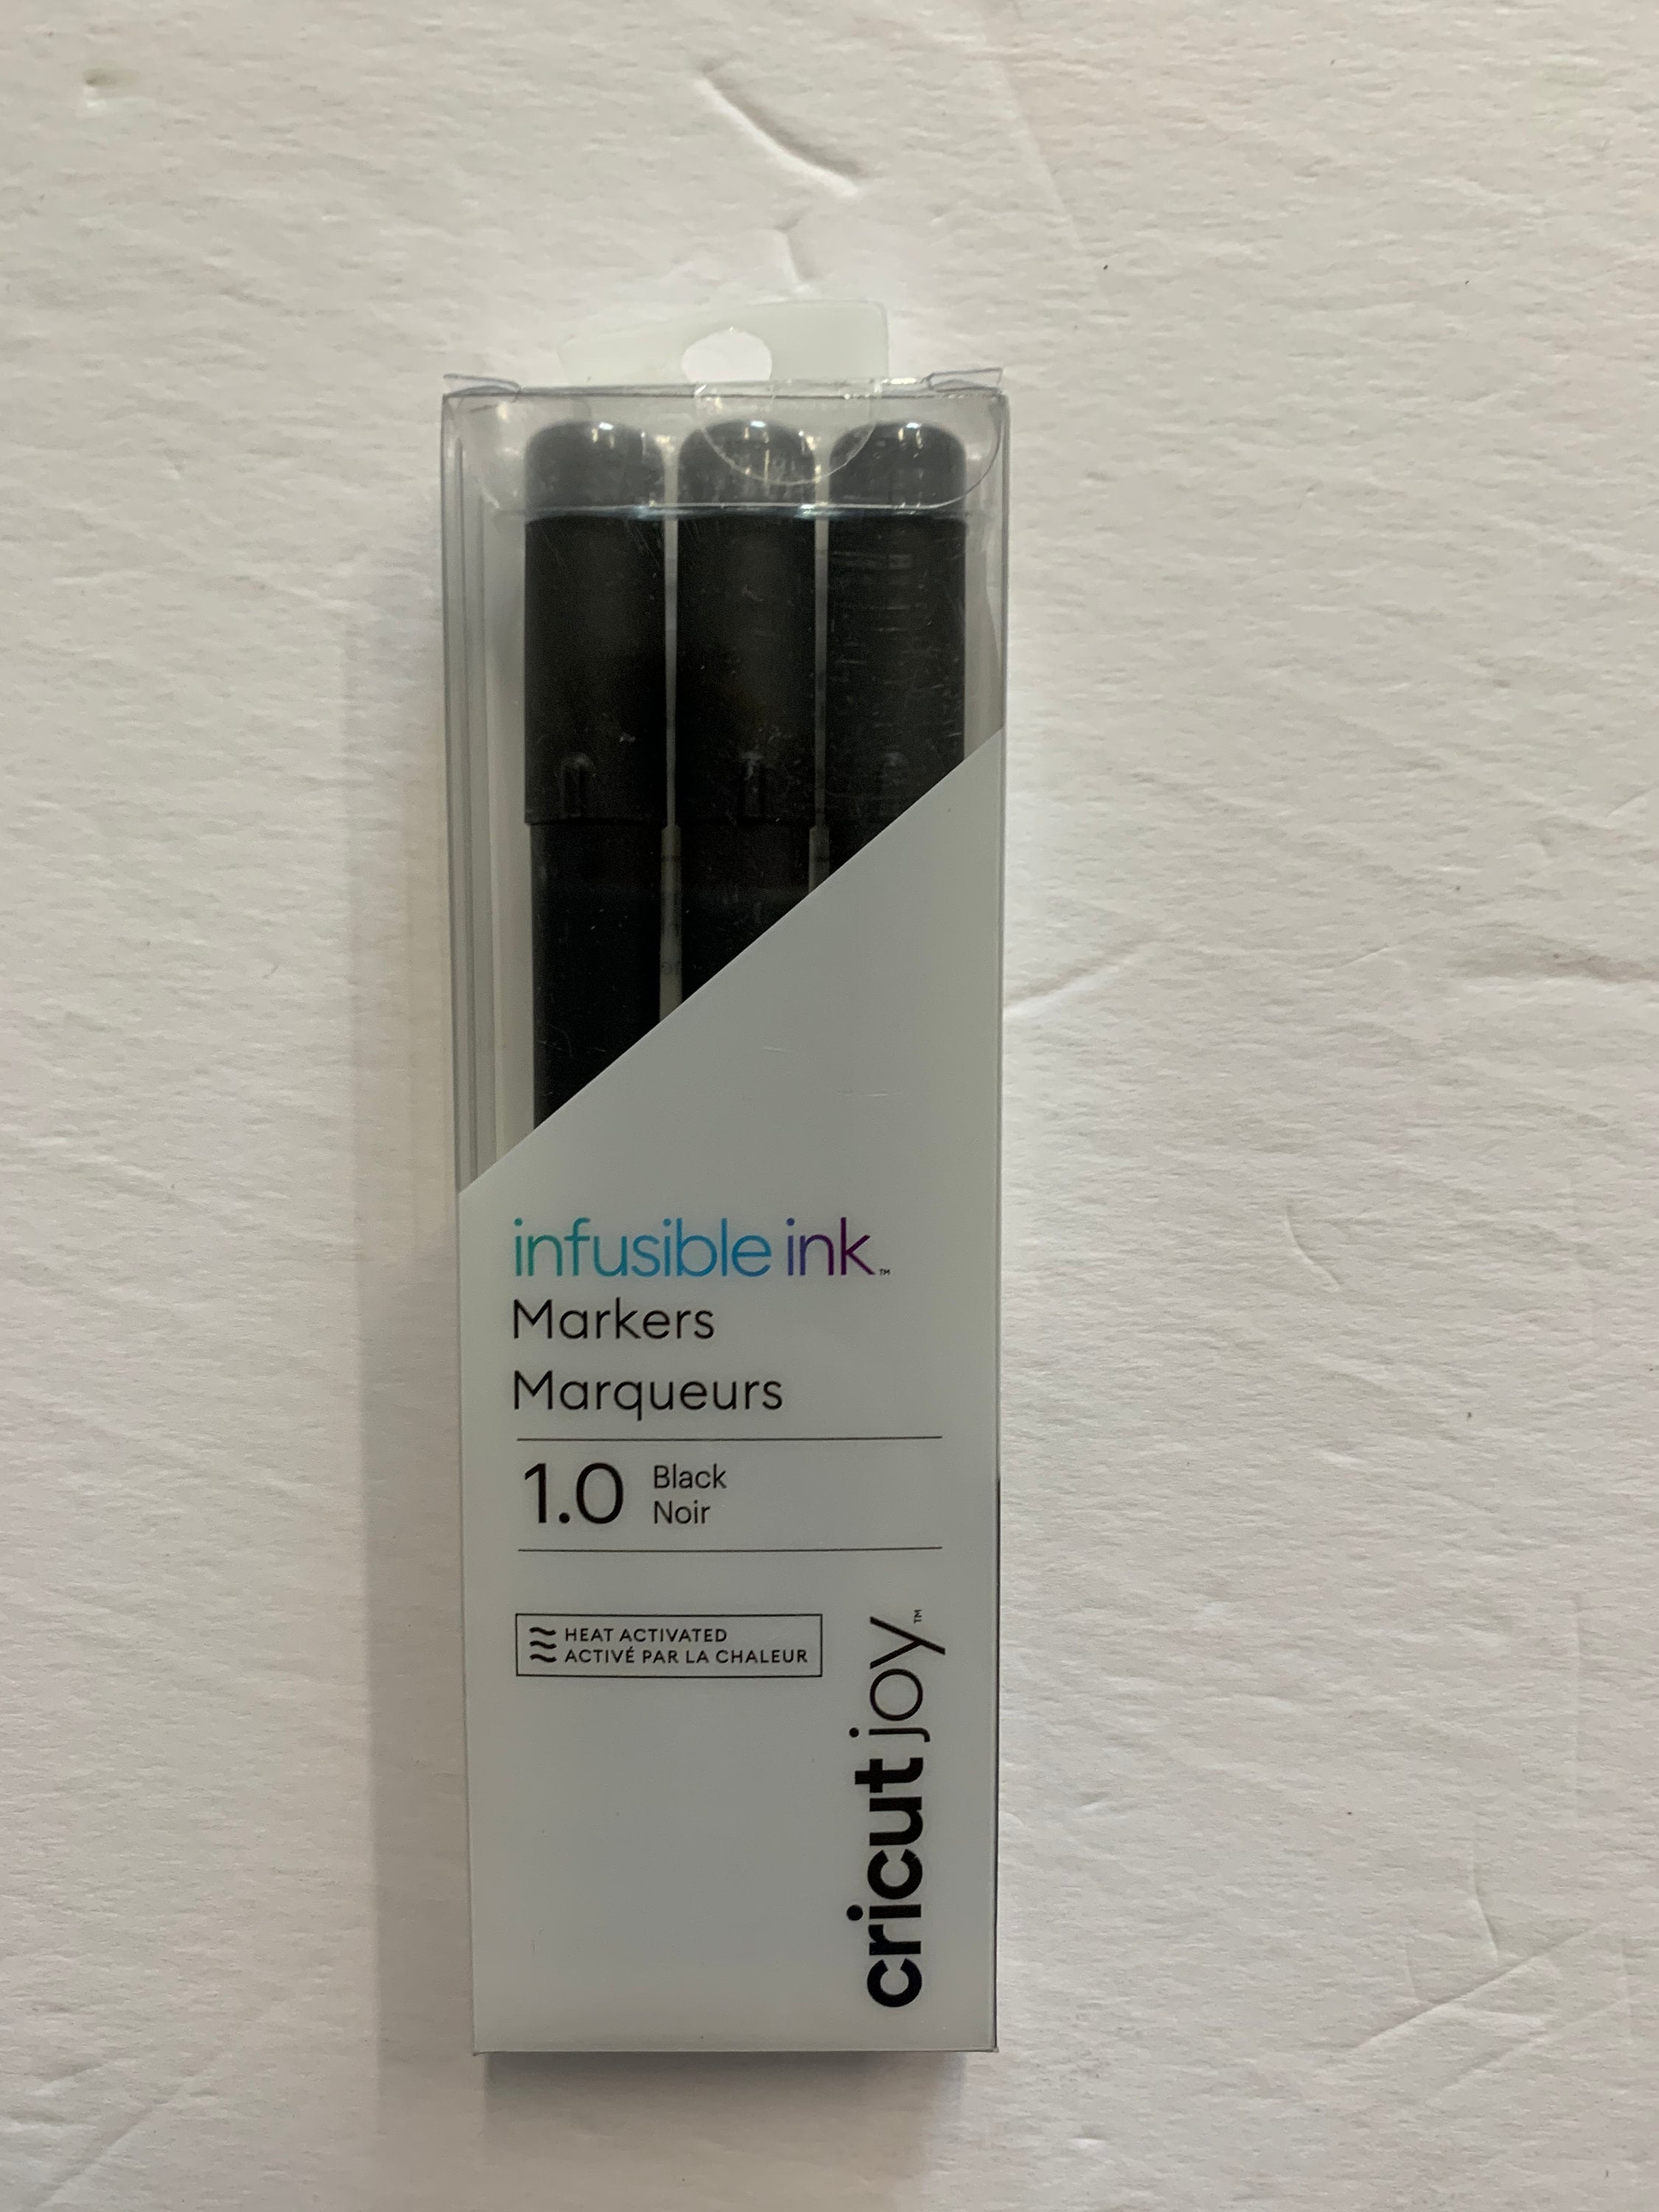 infusible ink™
Markers
Marqueurs
1.0
Black
Noir
HEAT ACTIVATED
ACTIVÉ PAR LA CHALEUR
cricut joy™